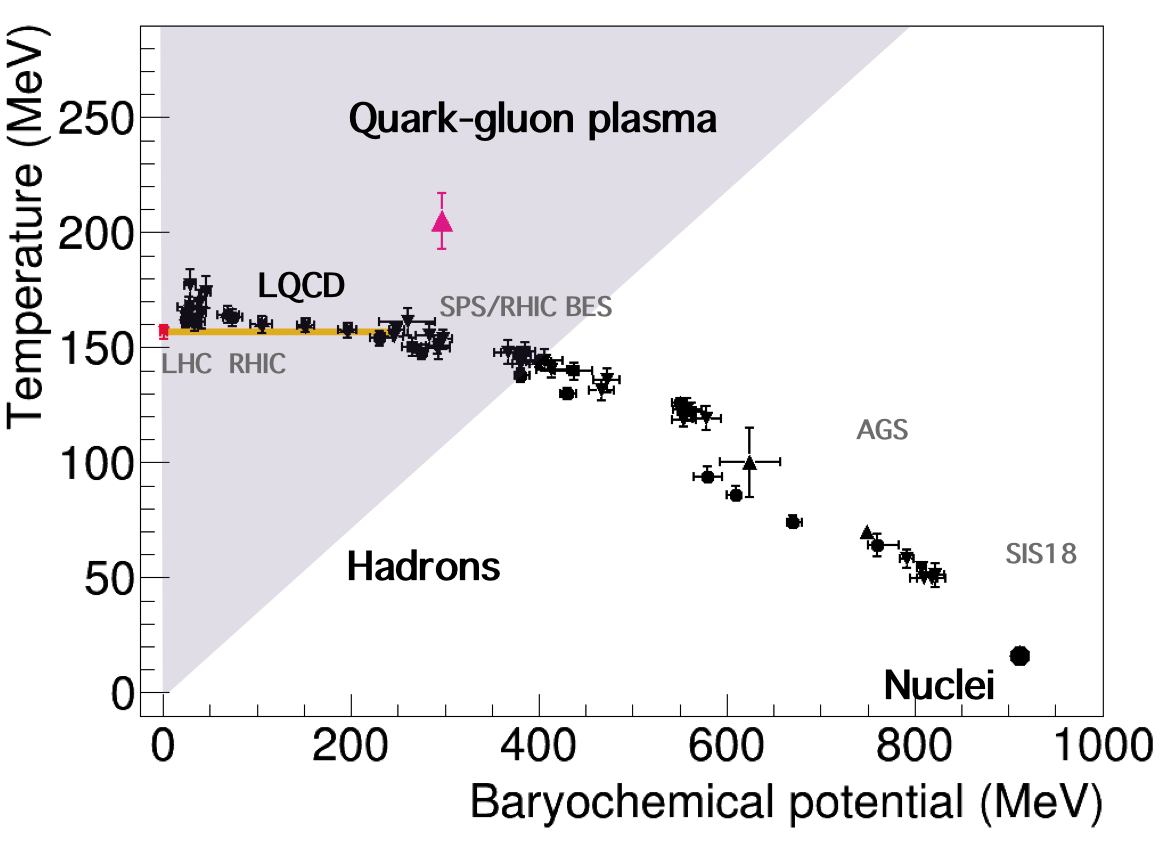 Temperature (MeV)
250
200
150
100
50
0
Quark-gluon plasma
LQCD
SPS/RHIC BES
LHC RHIC
AGS
Hadrons
SIS18
Nuclei
0 200 400 600 800 1000
Baryochemical potential (MeV)